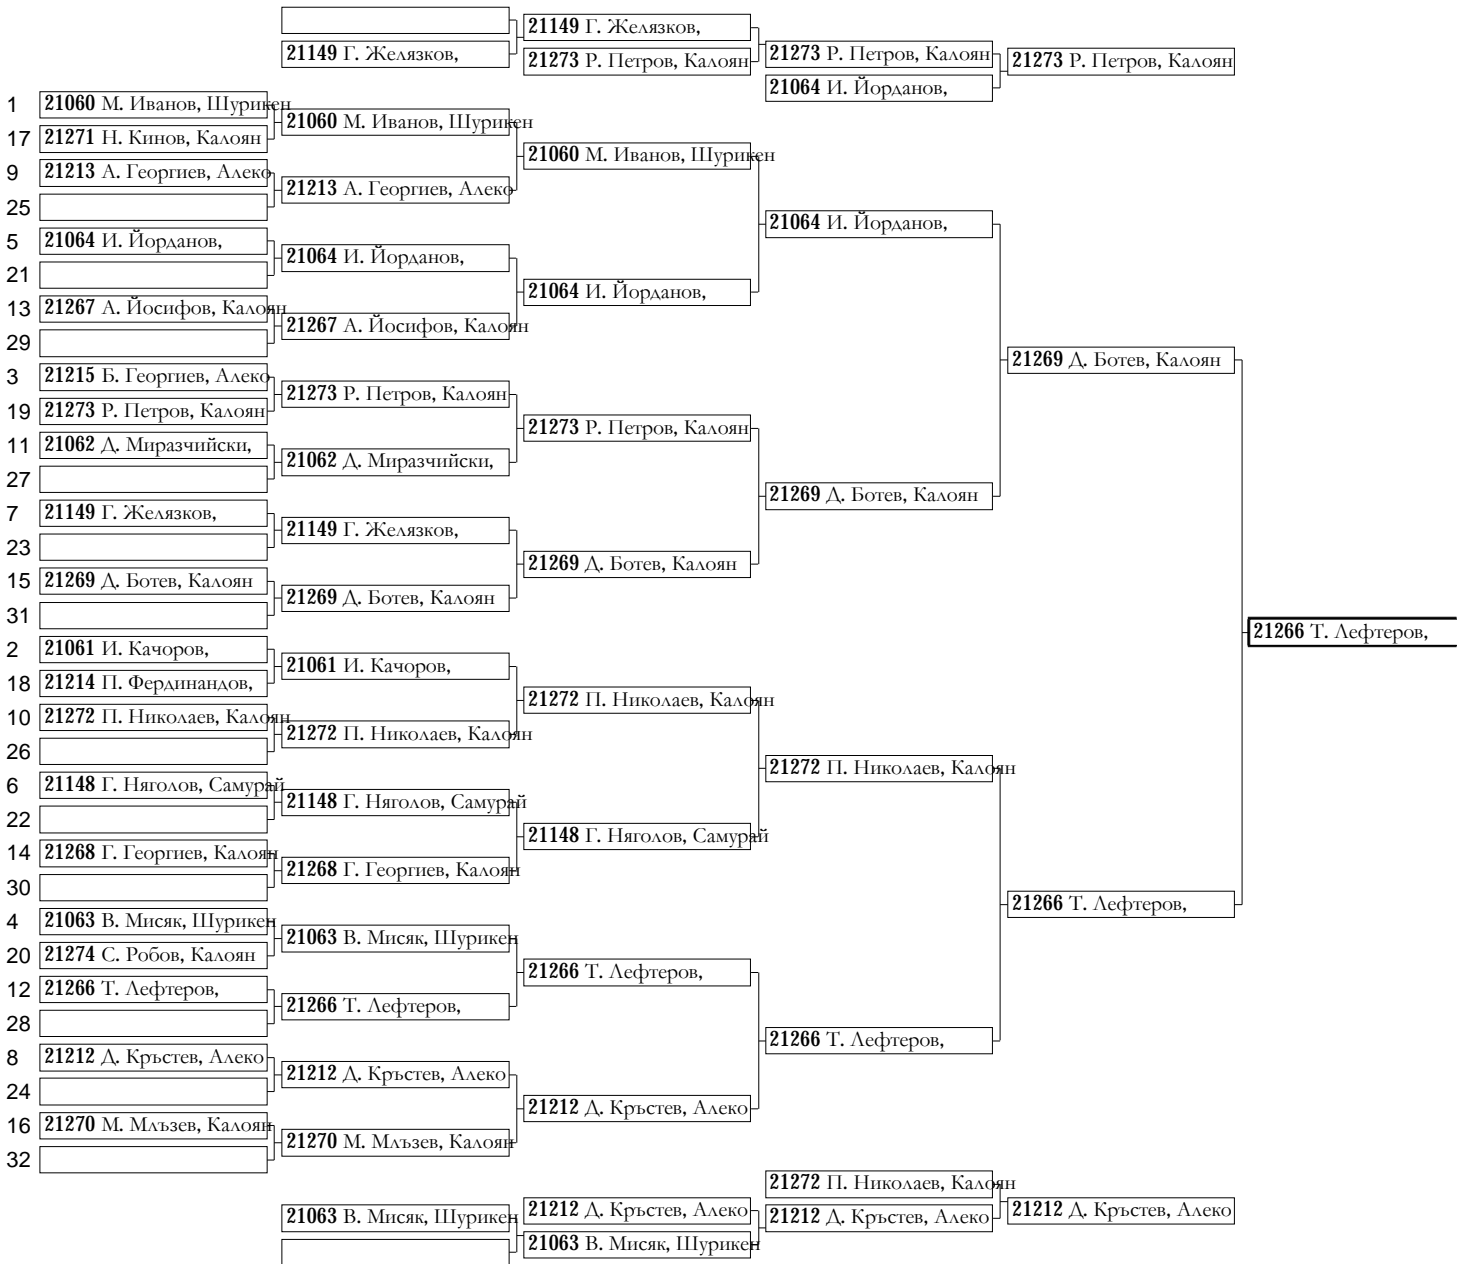 21149 Г. Желязков,
21149 Г. Желязков,
21273 Р. Петров, Калоян
21273 Р. Петров, Калоян
21064 И. Йорданов,
21273 Р. Петров, Калоян
1 21060 М. Иванов, Шурикен
17 21271 Н. Кинов, Калоян
9 21213 А. Георгиев, Алеко
25
5 21064 И. Йорданов,
21
13 21267 А. Йосифов, Калоян
29
3 21215 Б. Георгиев, Алеко
19 21273 Р. Петров, Калоян
11 21062 Д. Миразчийски,
27
7 21149 Г. Желязков,
23
15 21269 Д. Ботев, Калоян
31
2 21061 И. Качоров,
18 21214 П. Фердинандов,
10 21272 П. Николаев, Калоян
26
6 21148 Г. Няголов, Самурай
22
14 21268 Г. Георгиев, Калоян
30
4 21063 В. Мисяк, Шурикен
20 21274 С. Робов, Калоян
12 21266 Т. Лефтеров,
28
8 21212 Д. Кръстев, Алеко
24
16 21270 М. Млъзев, Калоян
32
21060 М. Иванов, Шурикен
21213 А. Георгиев, Алеко
21064 И. Йорданов,
21267 А. Йосифов, Калоян
21273 Р. Петров, Калоян
21062 Д. Миразчийски,
21149 Г. Желязков,
21269 Д. Ботев, Калоян
21061 И. Качоров,
21272 П. Николаев, Калоян
21148 Г. Няголов, Самурай
21268 Г. Георгиев, Калоян
21063 В. Мисяк, Шурикен
21266 Т. Лефтеров,
21212 Д. Кръстев, Алеко
21270 М. Млъзев, Калоян
21060 М. Иванов, Шурикен
21064 И. Йорданов,
21273 Р. Петров, Калоян
21269 Д. Ботев, Калоян
21272 П. Николаев, Калоян
21148 Г. Няголов, Самурай
21266 Т. Лефтеров,
21212 Д. Кръстев, Алеко
21064 И. Йорданов,
21269 Д. Ботев, Калоян
21272 П. Николаев, Калоян
21266 Т. Лефтеров,
21269 Д. Ботев, Калоян
21266 Т. Лефтеров,
21266 Т. Лефтеров,
21063 В. Мисяк, Шурикен
21212 Д. Кръстев, Алеко
21063 В. Мисяк, Шурикен
21272 П. Николаев, Калоян
21212 Д. Кръстев, Алеко
21212 Д. Кръстев, Алеко